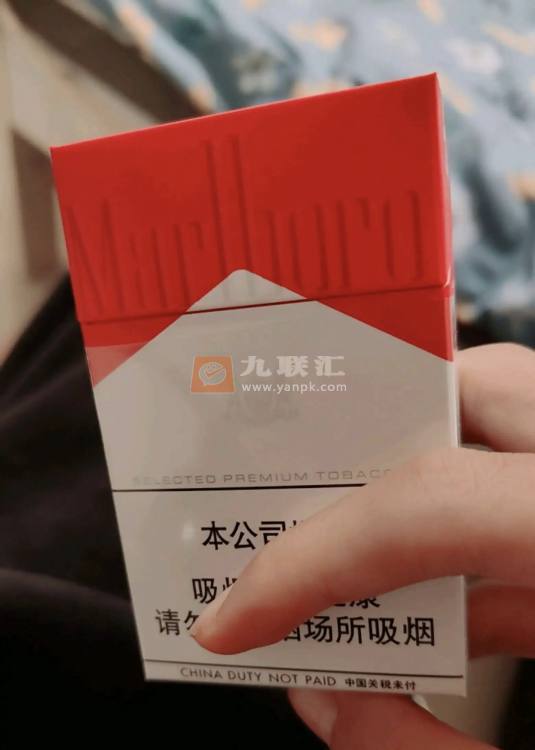 Marlboro
九联汇
www.yanpk.com
SELECTED PREMIUM TOBACC
本公司
吸
请 场所吸烟
CHINA DUTY NOT PAID 中国关税未付